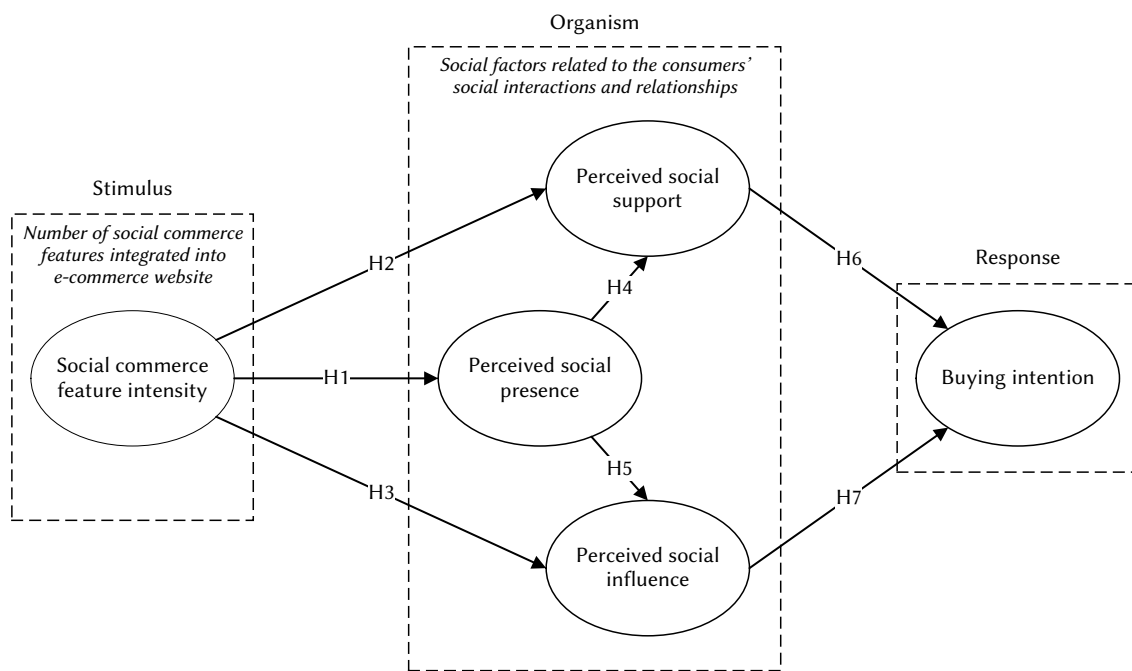 Organism
Social factors related to the consumers’
social interactions and relationships
Perceived social
support
Stimulus
Number of social commerce
features integrated into
e-commerce website
H2
H6
Response
H4
Social commerce
feature intensity
H1
Perceived social
presence
Buying intention
H5
H3
H7
Perceived social
influence